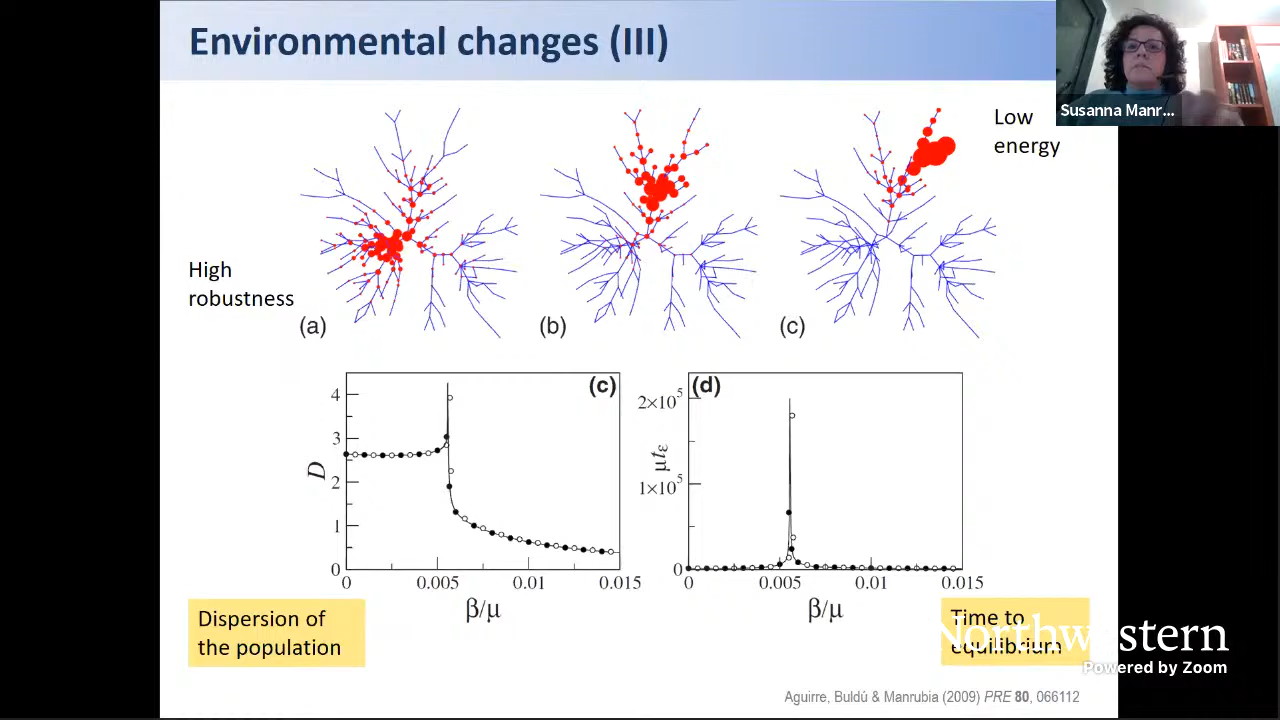 Environmental changes (III)
Susanna Manr...
Low
energy
High
robustness
(a)
(b)
(c)
(c)
4
3
2
1
0
D
0
0.005
0.01
0.015
β/μ
(d)
2×10⁵
1×10⁵
0
μtε
0
0.005
0.01
0.015
β/μ
Dispersion of
the population
Time to
equilibrium
Northwestern
Powered by Zoom
Aguirre, Buldú & Manrubia (2009) PRE 80, 066112